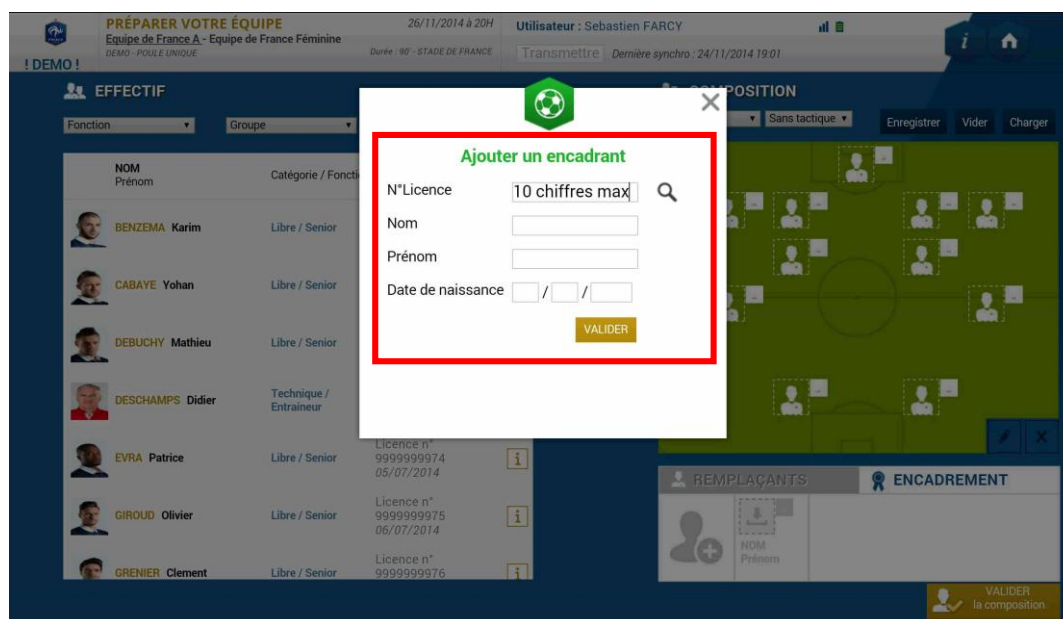 PRÉPARER VOTRE ÉQUIPE
Equipe de France A - Equipe de France Féminine
DEMO - POULE UNIQUE
! DEMO !
26/11/2014 à 20H
Durée : 90' - STADE DE FRANCE
Utilisateur : Sebastien FARCY
Transmettre Dernière synchro : 24/11/2014 19:01
i
EFFECTIF
Fonction
Groupe
NOM
Prénom
Catégorie / Foncti
BENZEMA Karim
Libre / Senior
CABAYE Yohan
Libre / Senior
DEBUCHY Mathieu
Libre / Senior
DESCHAMPS Didier
Technique /
Entraineur
EVRA Patrice
Libre / Senior
Licence n°
9999999974
05/07/2014
i
GIROUD Olivier
Libre / Senior
Licence n°
9999999975
06/07/2014
i
GRENIER Clement
Libre / Senior
Licence n°
9999999976
i
Ajouter un encadrant
N°Licence
10 chiffres max
Nom
Prénom
Date de naissance / /
VALIDER
POSITION
Sans tactique
Enregistrer
Vider
Charger
REMPLAÇANTS
ENCADREMENT
NOM
Prénom
VALIDER
la composition